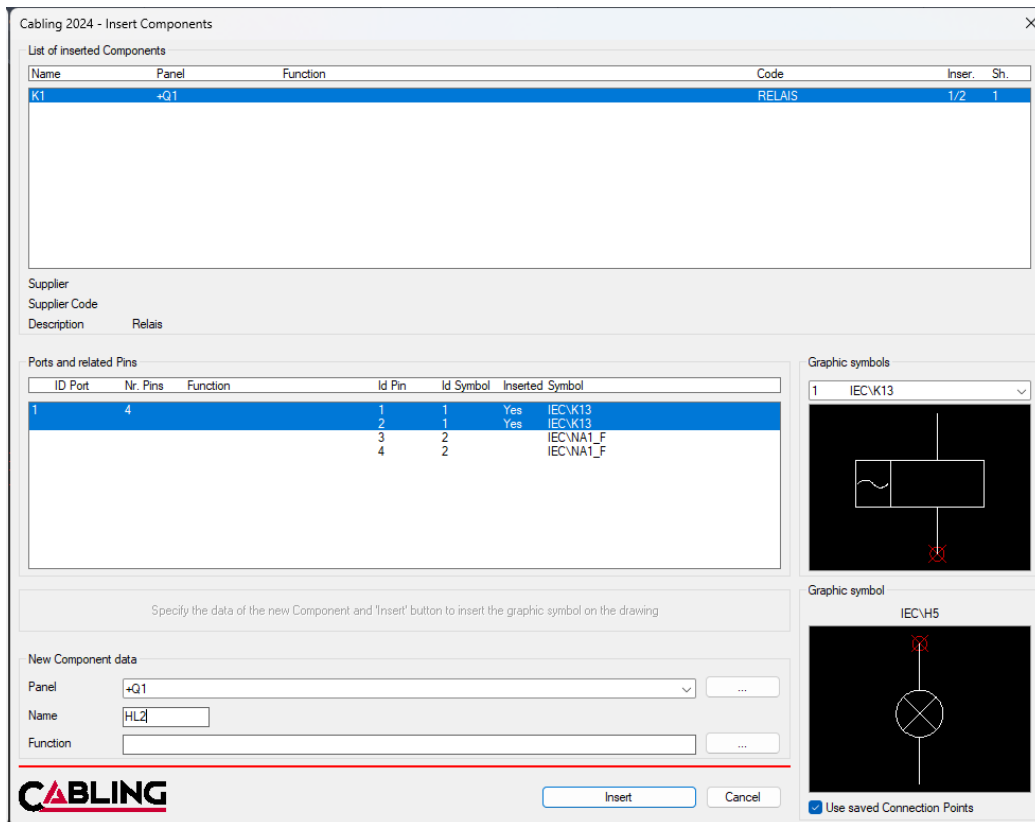 Cabling 2024 - Insert Components
List of inserted Components
Name Panel Function Code Inser. Sh.
K1 +Q1 RELAIS 1/2 1
Supplier
Supplier Code
Description Relais
Ports and related Pins
ID Port Nr. Pins Function Id Pin Id Symbol Inserted Symbol
1 4 1 1 Yes IEC\K13
2 1 Yes IEC\K13
3 2 IEC\NA1_F
4 2 IEC\NA1_F
Graphic symbols
1 IEC\K13
Specify the data of the new Component and 'Insert' button to insert the graphic symbol on the drawing
Graphic symbol
IEC\H5
New Component data
Panel +Q1 ...
Name HL2
Function ...
CABLING
Insert Cancel
Use saved Connection Points